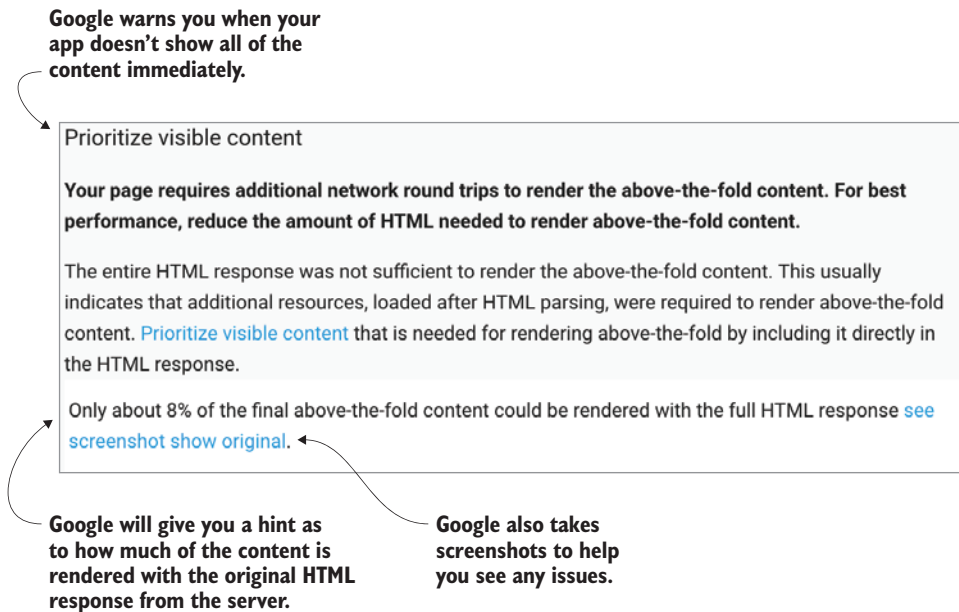 Google warns you when your
app doesn’t show all of the
content immediately.
Prioritize visible content
Your page requires additional network round trips to render the above-the-fold content. For best
performance, reduce the amount of HTML needed to render above-the-fold content.
The entire HTML response was not sufficient to render the above-the-fold content. This usually
indicates that additional resources, loaded after HTML parsing, were required to render above-the-fold
content. Prioritize visible content that is needed for rendering above-the-fold by including it directly in
the HTML response.
Only about 8% of the final above-the-fold content could be rendered with the full HTML response see
screenshot show original.
Google will give you a hint as
to how much of the content is
rendered with the original HTML
response from the server.
Google also takes
screenshots to help
you see any issues.